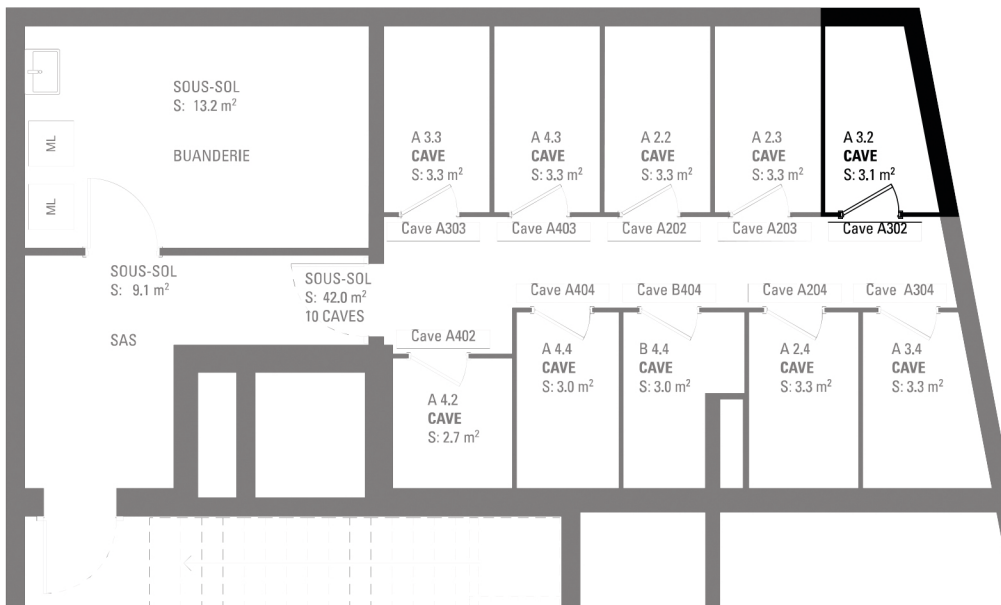 SOUS-SOL
S: 13.2 m²
BUANDERIE
ML
ML
A 3.3
CAVE
S: 3.3 m²
A 4.3
CAVE
S: 3.3 m²
A 2.2
CAVE
S: 3.3 m²
A 2.3
CAVE
S: 3.3 m²
A 3.2
CAVE
S: 3.1 m²
Cave A303
Cave A403
Cave A202
Cave A203
Cave A302
SOUS-SOL
S: 9.1 m²
SAS
SOUS-SOL
S: 42.0 m²
10 CAVES
Cave A402
Cave A404
Cave B404
Cave A204
Cave A304
A 4.2
CAVE
S: 2.7 m²
A 4.4
CAVE
S: 3.0 m²
B 4.4
CAVE
S: 3.0 m²
A 2.4
CAVE
S: 3.3 m²
A 3.4
CAVE
S: 3.3 m²